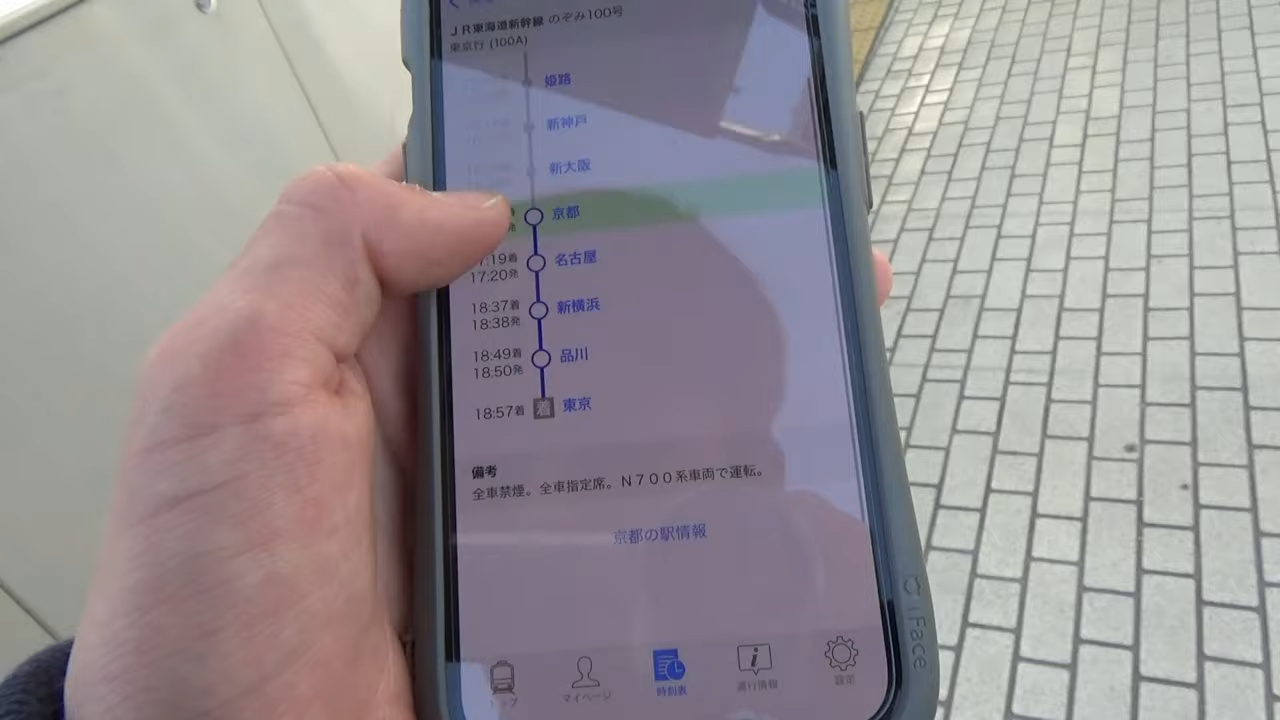 JR東海道新幹線 のぞみ100号
東京行 (100A)
姫路
新神戸
新大阪
発 京都
:19着 名古屋
17:20発
18:37着 新横浜
18:38発
18:49着 品川
18:50発
18:57着 着 東京
備考
全車禁煙。全車指定席。N700系車両で運転。
京都の駅情報
マイページ 時刻表 運行情報 設定
iFace